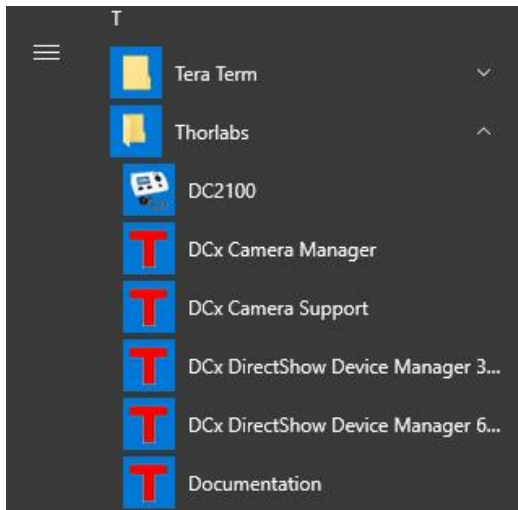 T
Tera Term
Thorlabs
DC2100
DCx Camera Manager
DCx Camera Support
DCx DirectShow Device Manager 3...
DCx DirectShow Device Manager 6...
Documentation